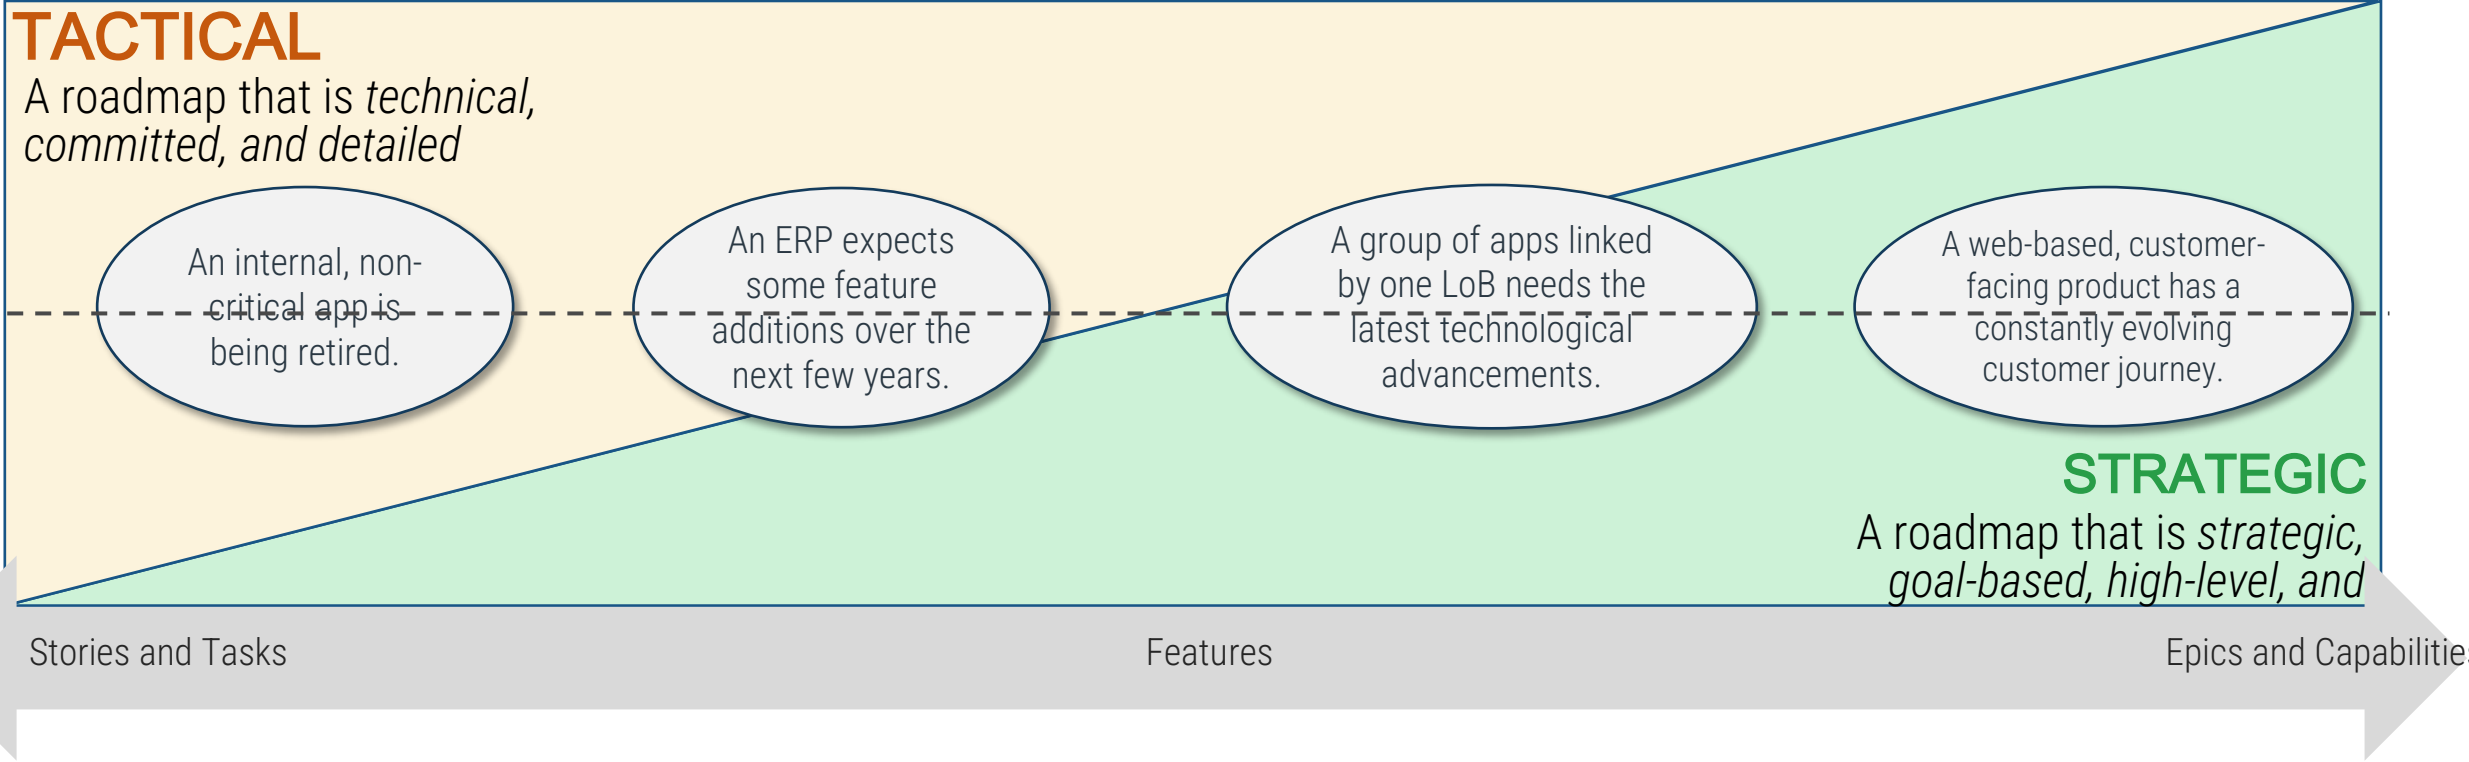 TACTICAL
A roadmap that is technical,
committed, and detailed
An internal, non-
critical app is
being retired.
An ERP expects
some feature
additions over the
next few years.
A group of apps linked
by one LoB needs the
latest technological
advancements.
A web-based, customer-
facing product has a
constantly evolving
customer journey.
STRATEGIC
A roadmap that is strategic,
goal-based, high-level, and
Stories and Tasks
Features
Epics and Capabilities